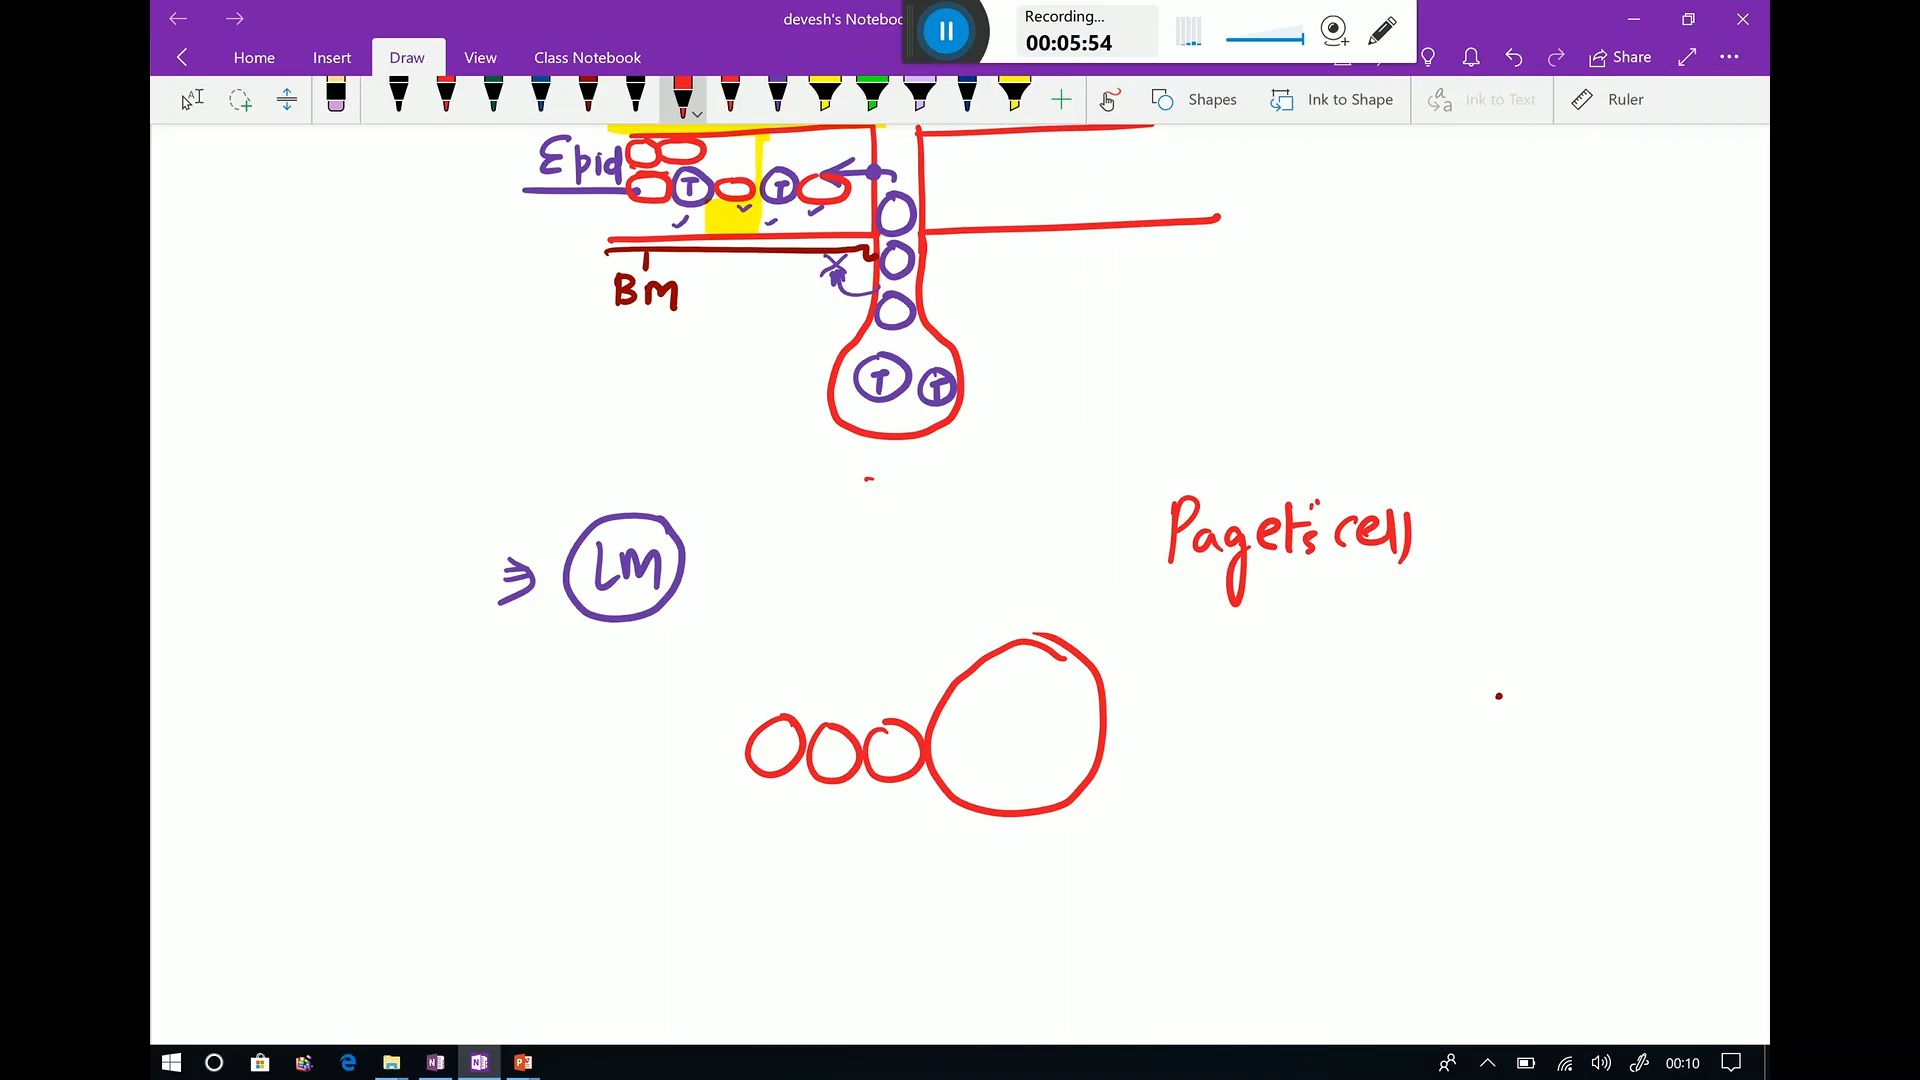 devesh's Noteboo
Recording...
00:05:54
Home Insert Draw View Class Notebook
Share
Shapes Ink to Shape Ink to Text Ruler
Epid
T T
BM
T T
LM
Paget's cell
00:10